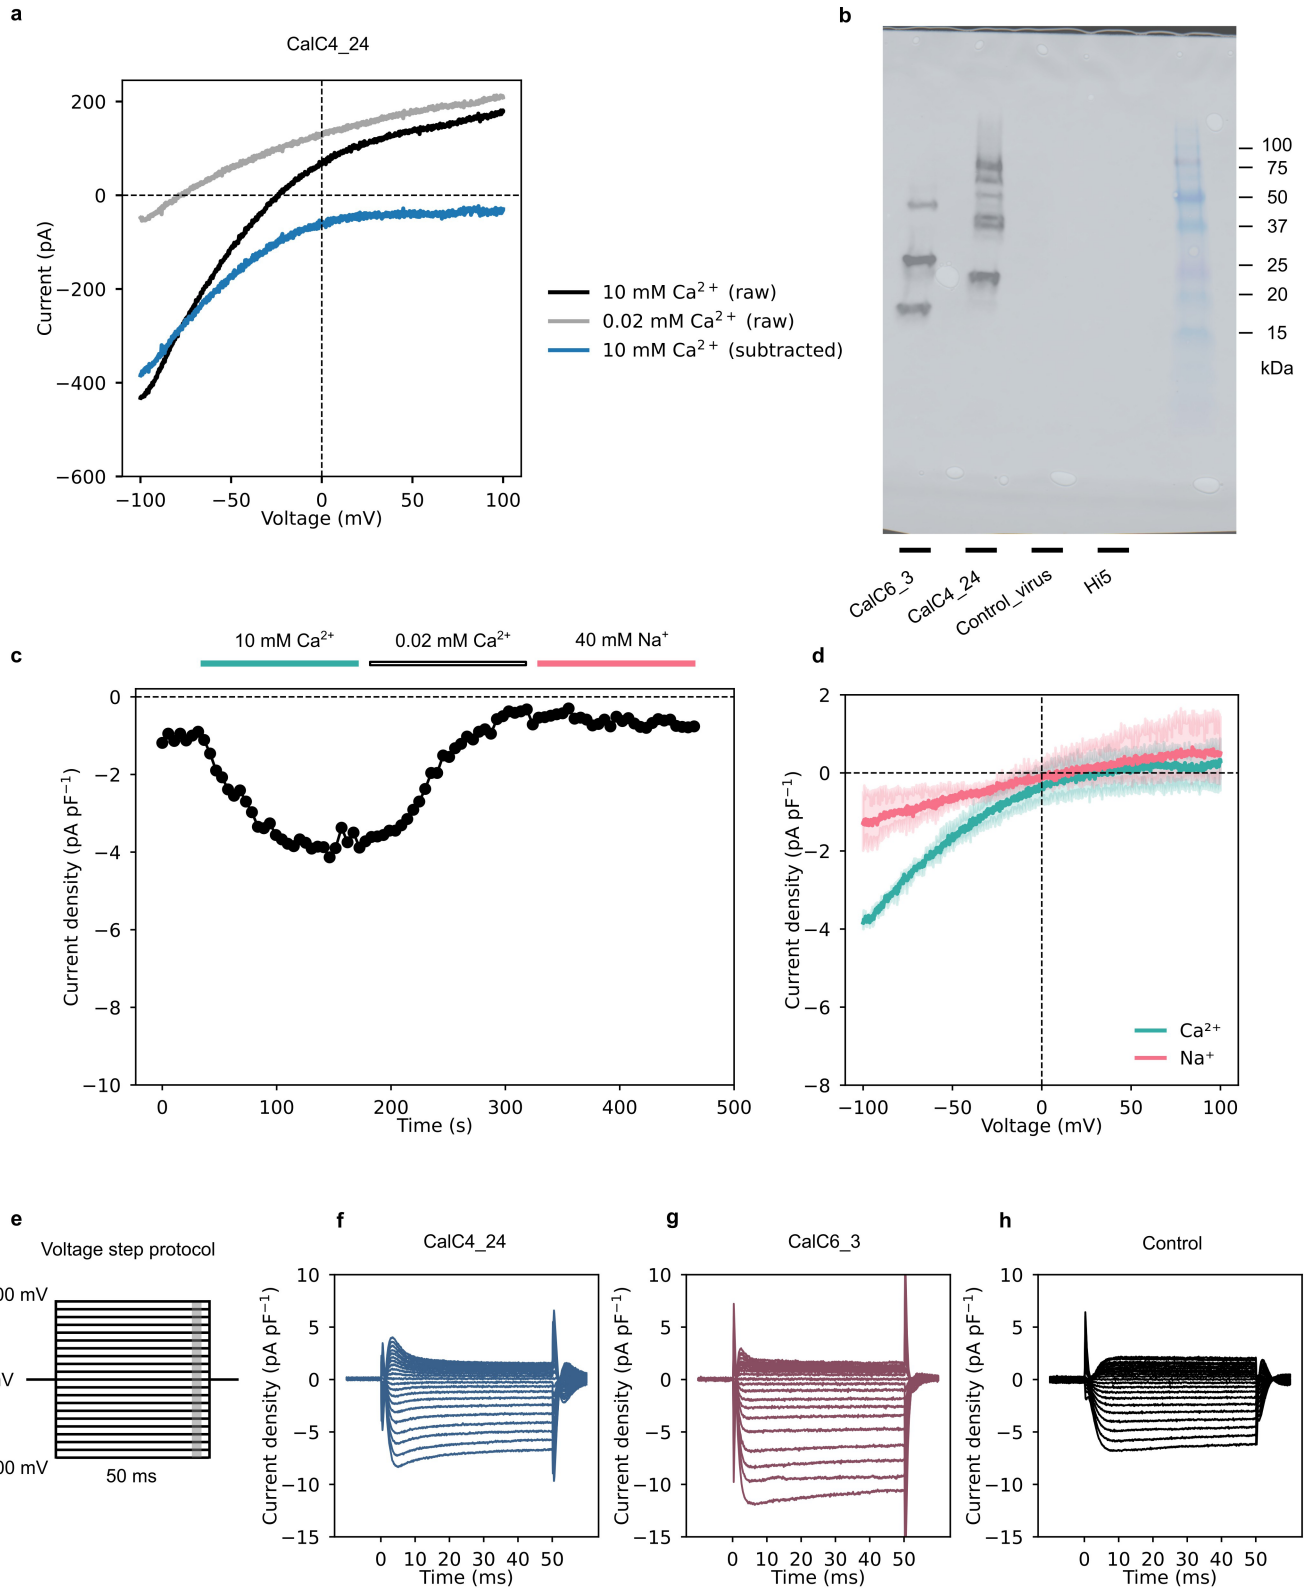 a
CalC4_24
200
0
−200
−400
−600
−100
−50
0
50
100
Current (pA)
Voltage (mV)
10 mM Ca²⁺ (raw)
0.02 mM Ca²⁺ (raw)
10 mM Ca²⁺ (subtracted)
b
100
75
50
37
25
20
15
kDa
CalC6_3
CalC4_24
Control_virus
Hi5
c
10 mM Ca²⁺
0.02 mM Ca²⁺
40 mM Na⁺
0
−2
−4
−6
−8
−10
0
100
200
300
400
500
Current density (pA pF⁻¹)
Time (s)
d
2
0
−2
−4
−6
−8
−100
−50
0
50
100
Current density (pA pF⁻¹)
Voltage (mV)
Ca²⁺
Na⁺
e
Voltage step protocol
00 mV
V
00 mV
50 ms
f
CalC4_24
10
5
0
−5
−10
−15
0 10 20 30 40 50
Current density (pA pF⁻¹)
Time (ms)
g
CalC6_3
10
5
0
−5
−10
−15
0 10 20 30 40 50
Current density (pA pF⁻¹)
Time (ms)
h
Control
10
5
0
−5
−10
−15
0 10 20 30 40 50
Current density (pA pF⁻¹)
Time (ms)